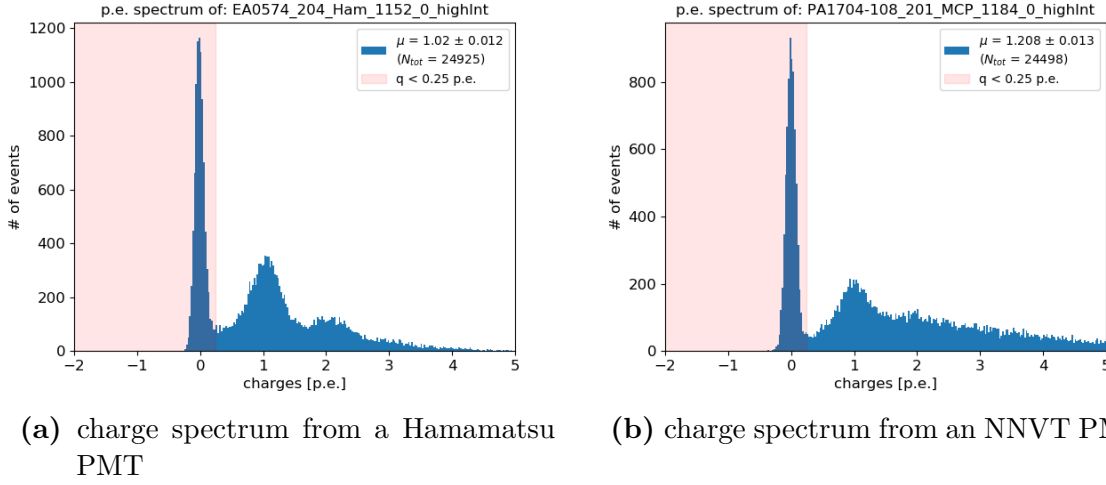 p.e. spectrum of: EA0574_204_Ham_1152_0_highInt
μ = 1.02 ± 0.012
(N_tot = 24925)
q < 0.25 p.e.
# of events
1200
1000
800
600
400
200
0
−2 −1 0 1 2 3 4 5
charges [p.e.]
(a) charge spectrum from a Hamamatsu
PMT
p.e. spectrum of: PA1704-108_201_MCP_1184_0_highInt
μ = 1.208 ± 0.013
(N_tot = 24498)
q < 0.25 p.e.
# of events
800
600
400
200
0
−2 −1 0 1 2 3 4 5
charges [p.e.]
(b) charge spectrum from an NNVT